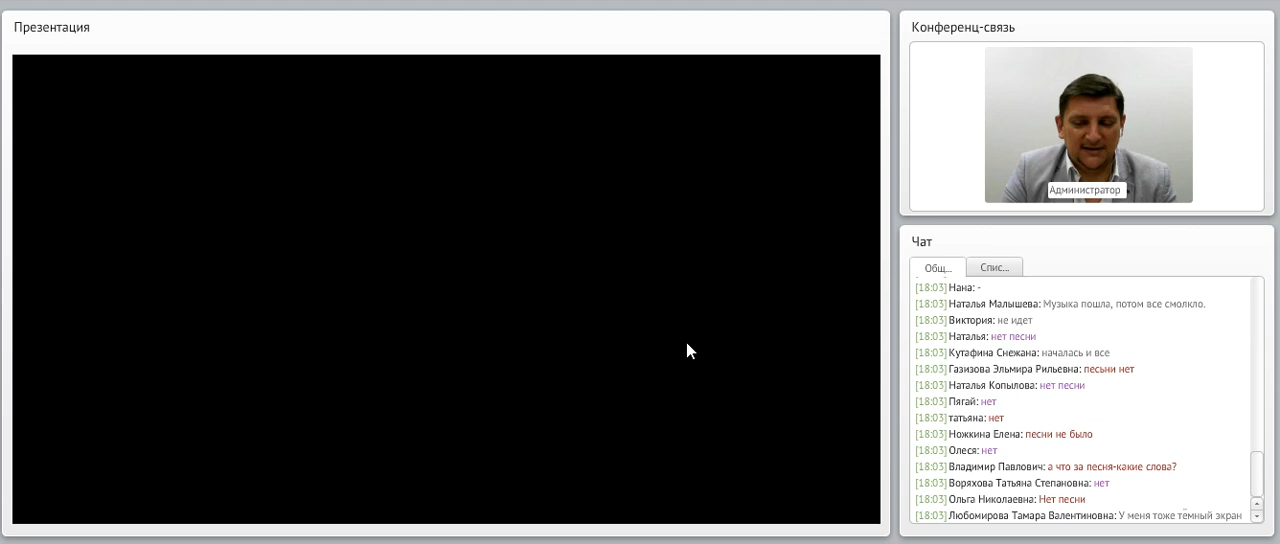 Презентация
Конференц-связь
Администратор
Чат
Общ...
Спис...
[18:03] Нана: -
[18:03] Наталья Малышева: Музыка пошла, потом все смолкло.
[18:03] Виктория: не идет
[18:03] Наталья: нет песни
[18:03] Кутафина Снежана: началась и все
[18:03] Газизова Эльмира Рильевна: песьни нет
[18:03] Наталья Копылова: нет песни
[18:03] Пягай: нет
[18:03] татьяна: нет
[18:03] Ножкина Елена: песни не было
[18:03] Олеся: нет
[18:03] Владимир Павлович: а что за песня-какие слова?
[18:03] Воряхова Татьяна Степановна: нет
[18:03] Ольга Николаевна: Нет песни
[18:03] Любомирова Тамара Валентиновна: У меня тоже тёмный экран